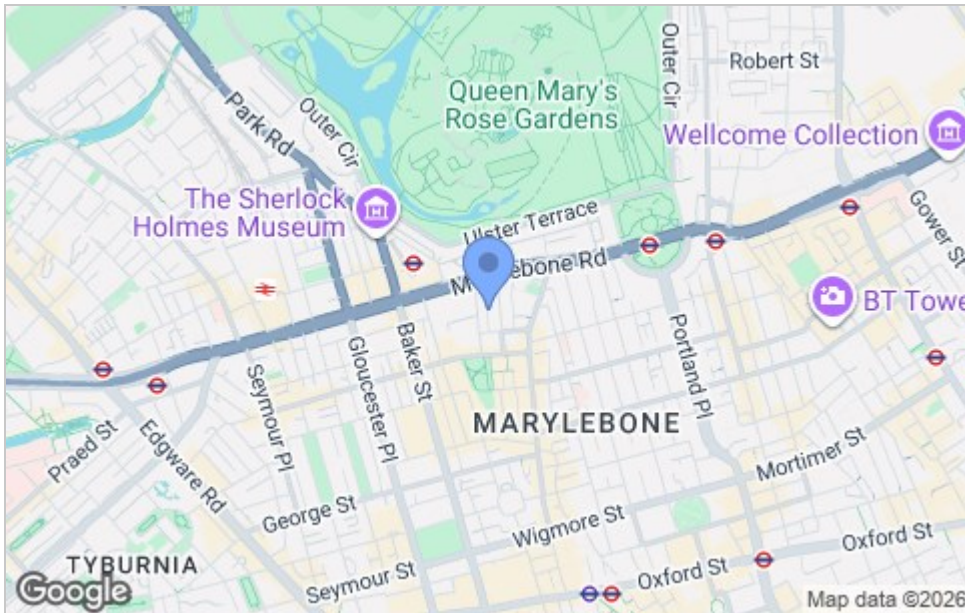 Robert St
Outer Cir
Queen Mary's
Rose Gardens
Wellcome Collection
Park Rd
Outer Cir
The Sherlock
Holmes Museum
Ulster Terrace
Gower St
Marylebone Rd
BT Towe
Portland Pl
Baker St
Gloucester Pl
Seymour Pl
MARYLEBONE
Praed St
Edgware Rd
Mortimer St
George St
Wigmore St
Oxford St
TYBURNIA
Seymour St
Oxford St
Google
Map data ©2026